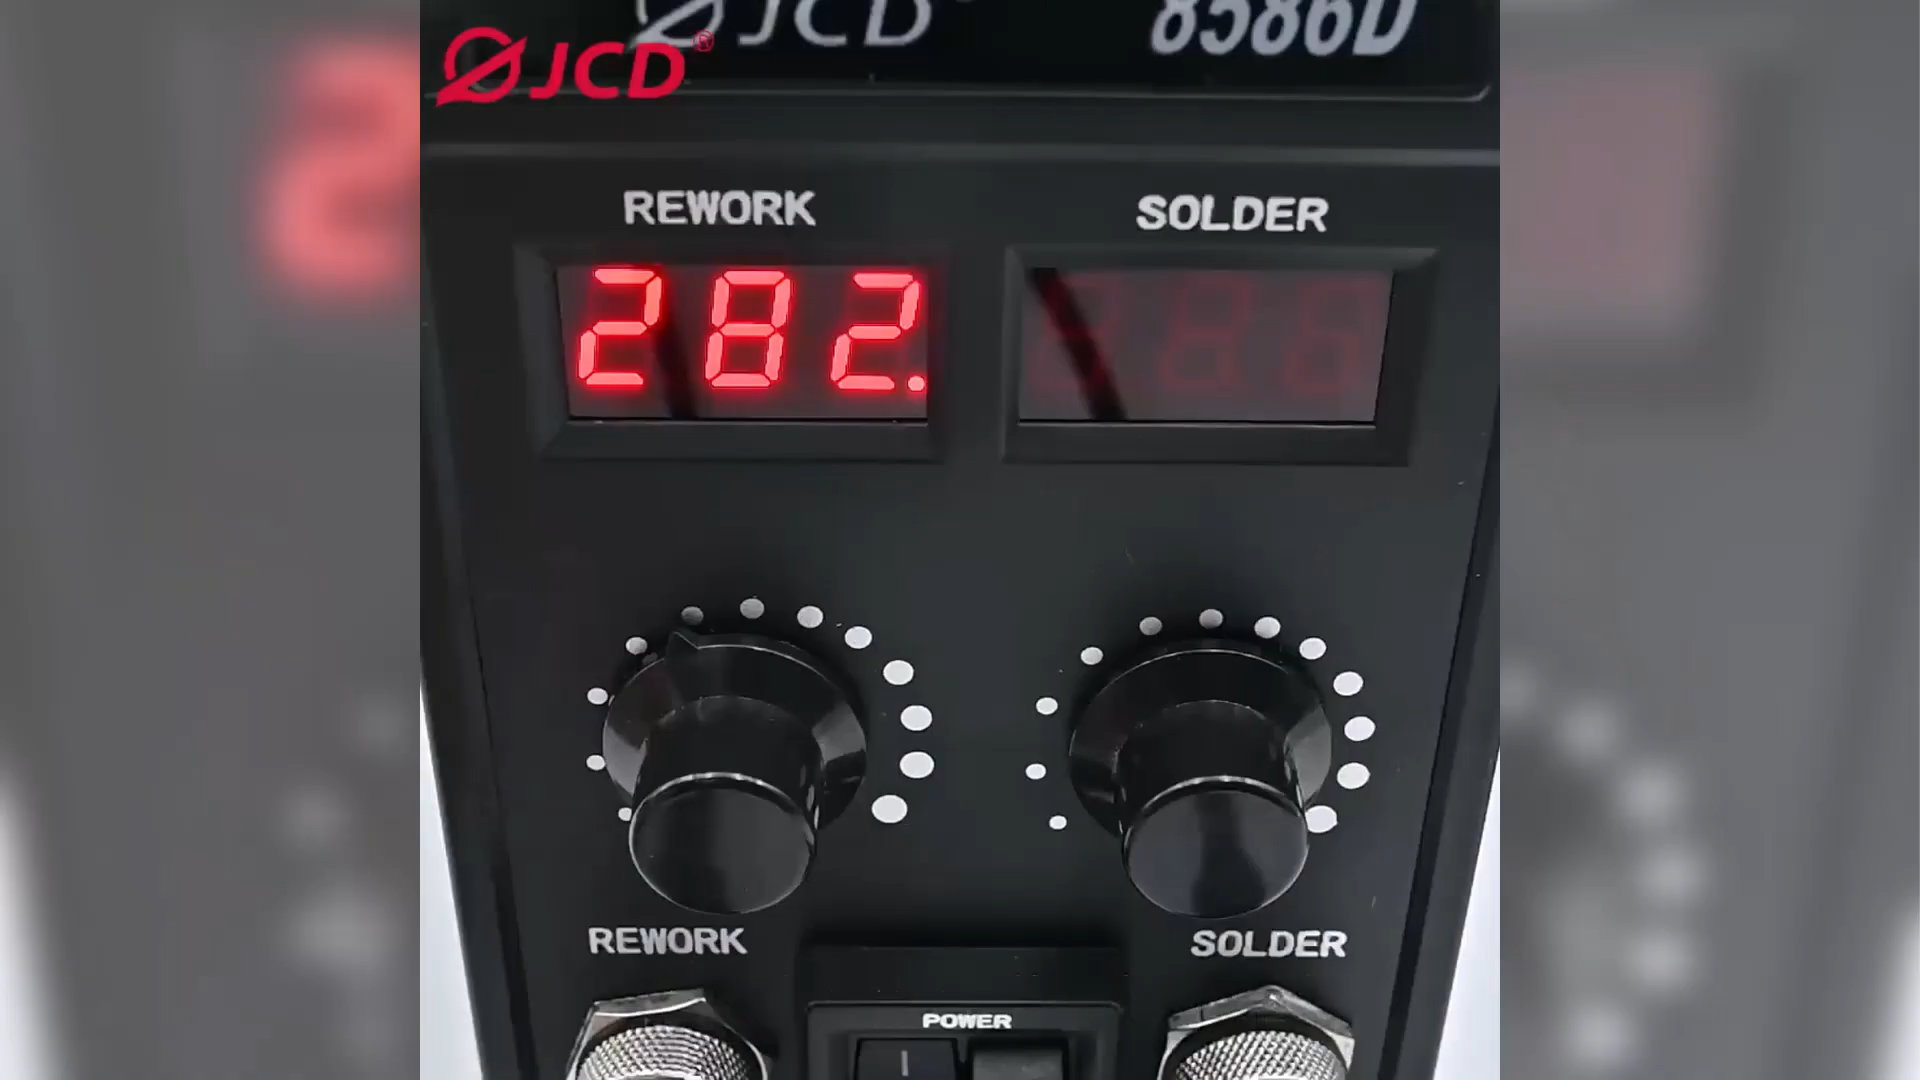 JCD 8586D
JCD®
REWORK SOLDER
282.
REWORK SOLDER
POWER